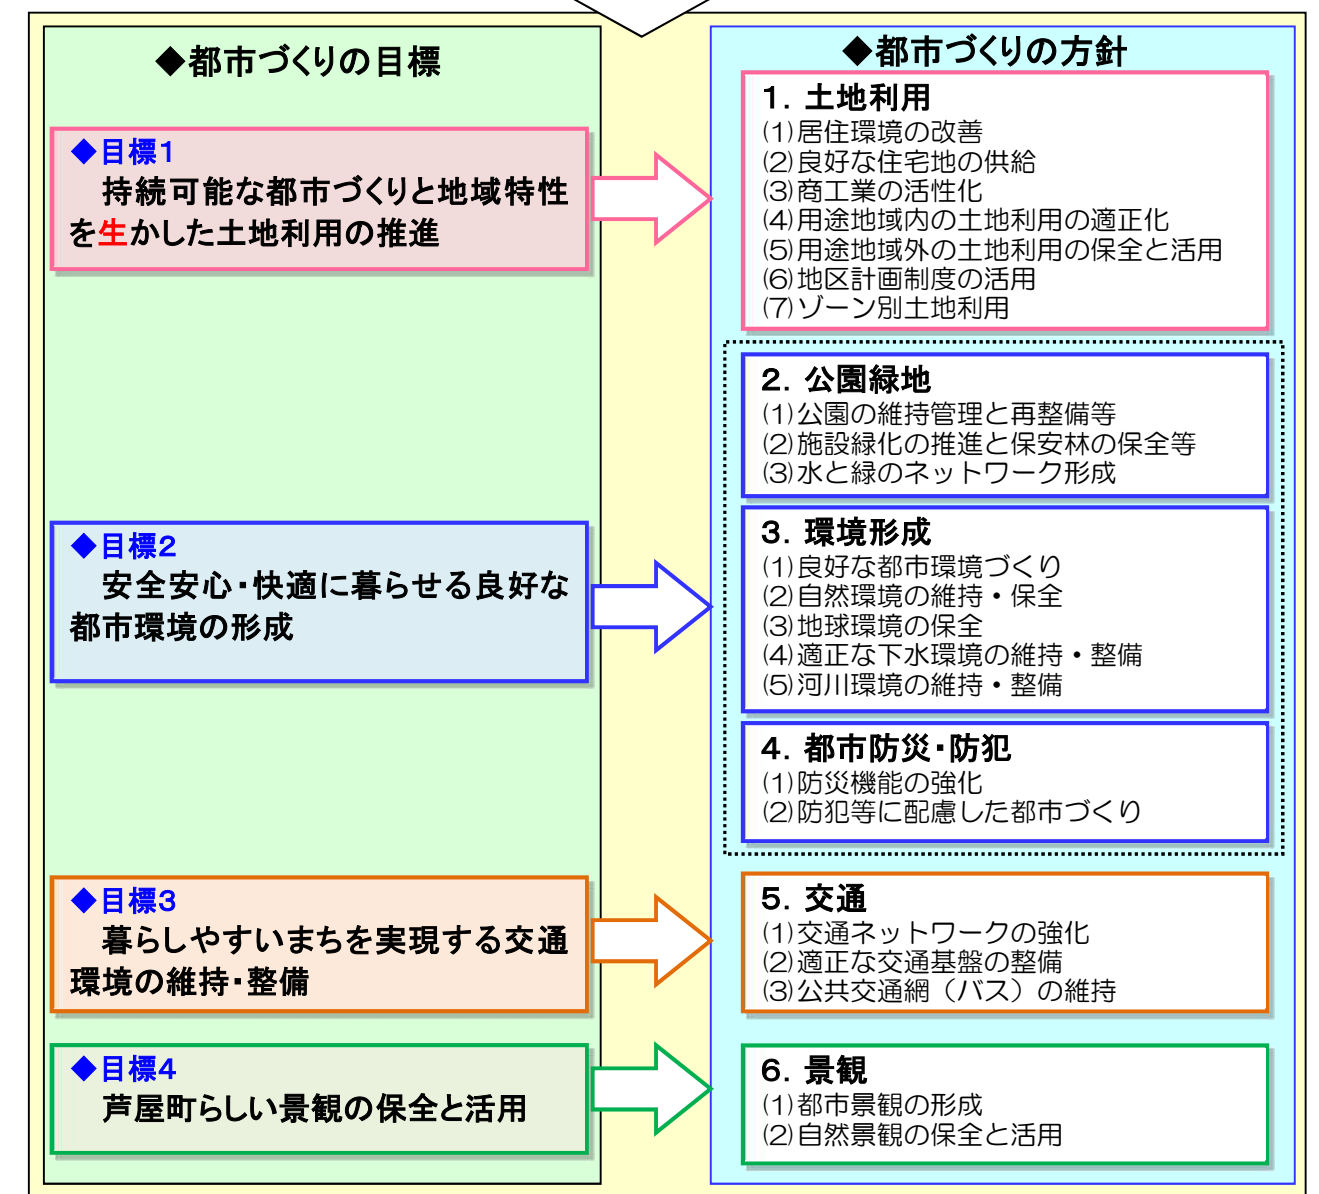 ◆都市づくりの目標
◆目標1
持続可能な都市づくりと地域特性
を生かした土地利用の推進
◆目標2
安全安心・快適に暮らせる良好な
都市環境の形成
◆目標3
暮らしやすいまちを実現する交通
環境の維持・整備
◆目標4
芦屋町らしい景観の保全と活用
◆都市づくりの方針
1．土地利用
(1)居住環境の改善
(2)良好な住宅地の供給
(3)商工業の活性化
(4)用途地域内の土地利用の適正化
(5)用途地域外の土地利用の保全と活用
(6)地区計画制度の活用
(7)ゾーン別土地利用
2．公園緑地
(1)公園の維持管理と再整備等
(2)施設緑化の推進と保安林の保全等
(3)水と緑のネットワーク形成
3．環境形成
(1)良好な都市環境づくり
(2)自然環境の維持・保全
(3)地球環境の保全
(4)適正な下水環境の維持・整備
(5)河川環境の維持・整備
4．都市防災・防犯
(1)防災機能の強化
(2)防犯等に配慮した都市づくり
5．交通
(1)交通ネットワークの強化
(2)適正な交通基盤の整備
(3)公共交通網（バス）の維持
6．景観
(1)都市景観の形成
(2)自然景観の保全と活用